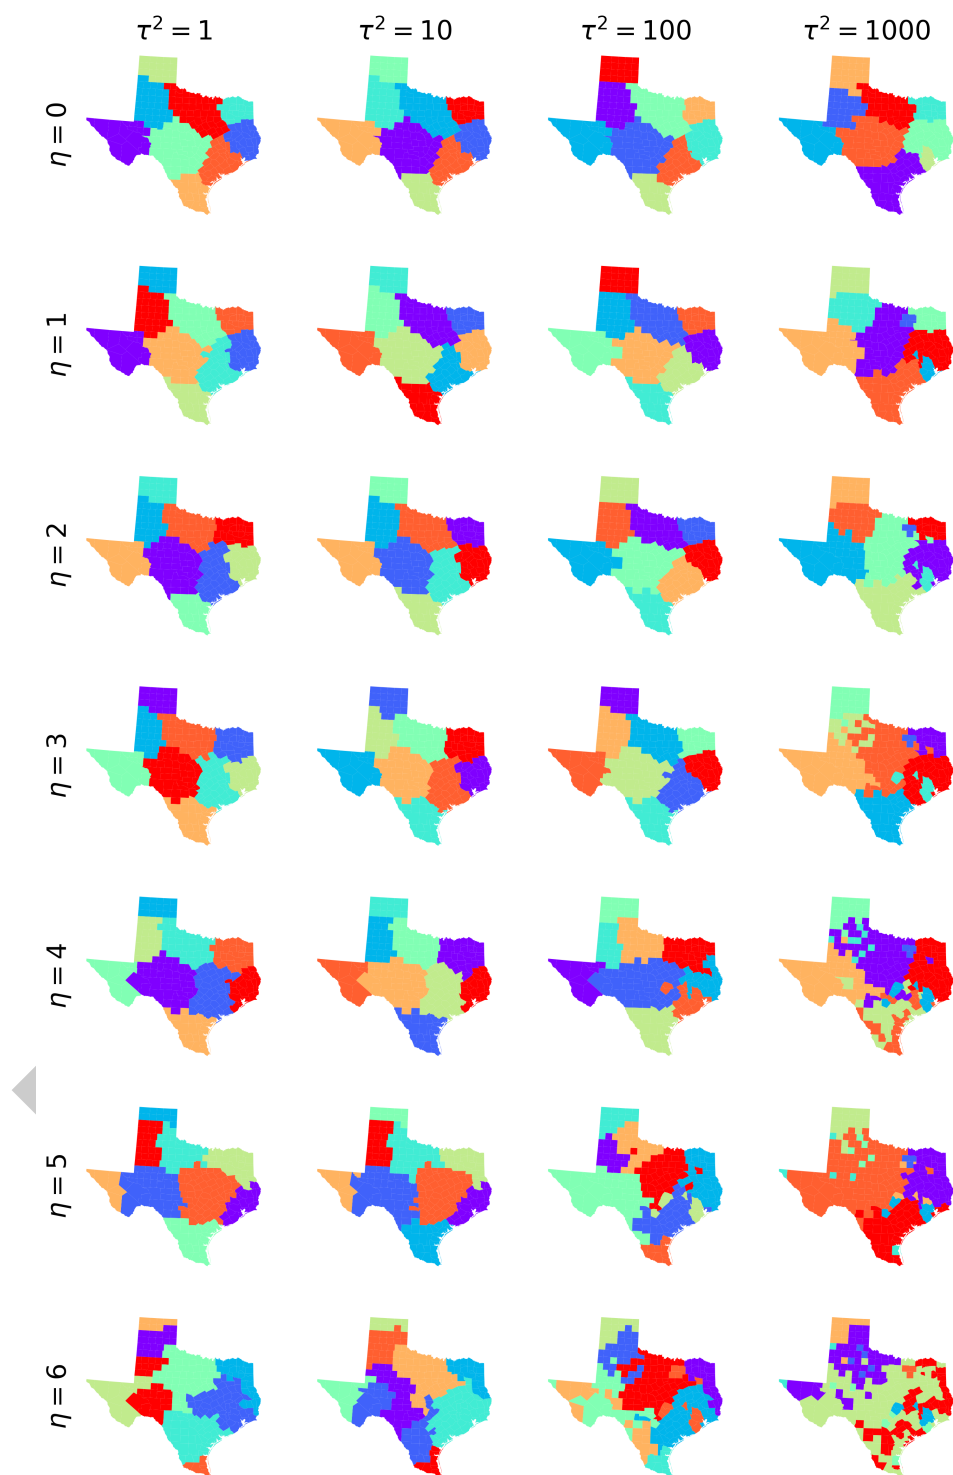 τ² = 1 τ² = 10 τ² = 100 τ² = 1000
η = 0
η = 1
η = 2
η = 3
η = 4
η = 5
η = 6